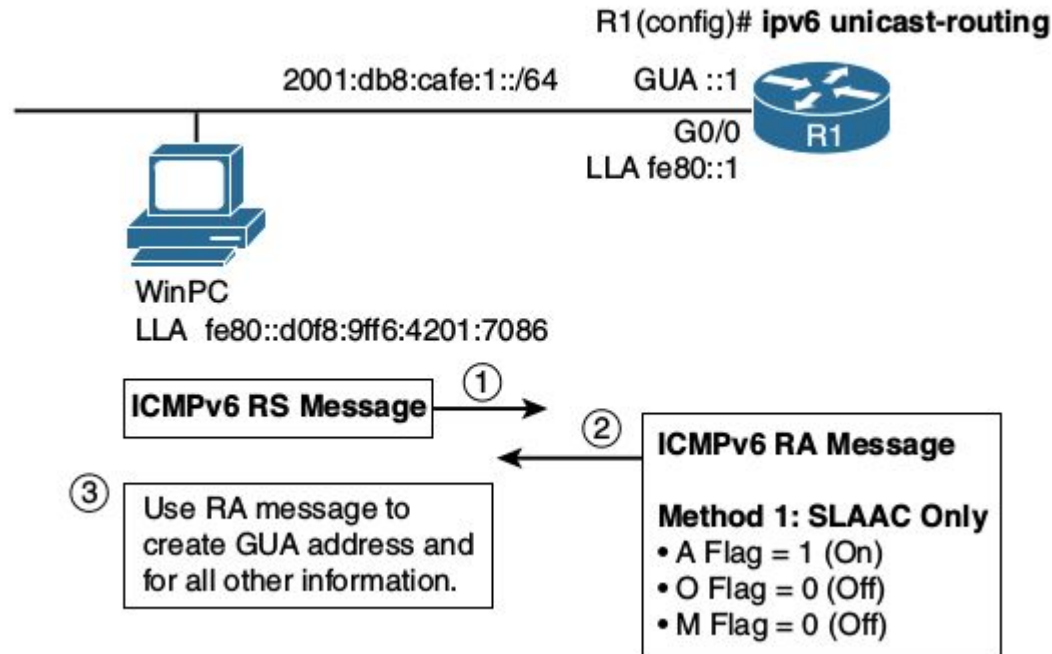 R1(config)# ipv6 unicast-routing
2001:db8:cafe:1::/64
GUA ::1
G0/0
R1
LLA fe80::1
WinPC
LLA fe80::d0f8:9ff6:4201:7086
ICMPv6 RS Message
1
2
ICMPv6 RA Message
Method 1: SLAAC Only
• A Flag = 1 (On)
• O Flag = 0 (Off)
• M Flag = 0 (Off)
3
Use RA message to
create GUA address and
for all other information.